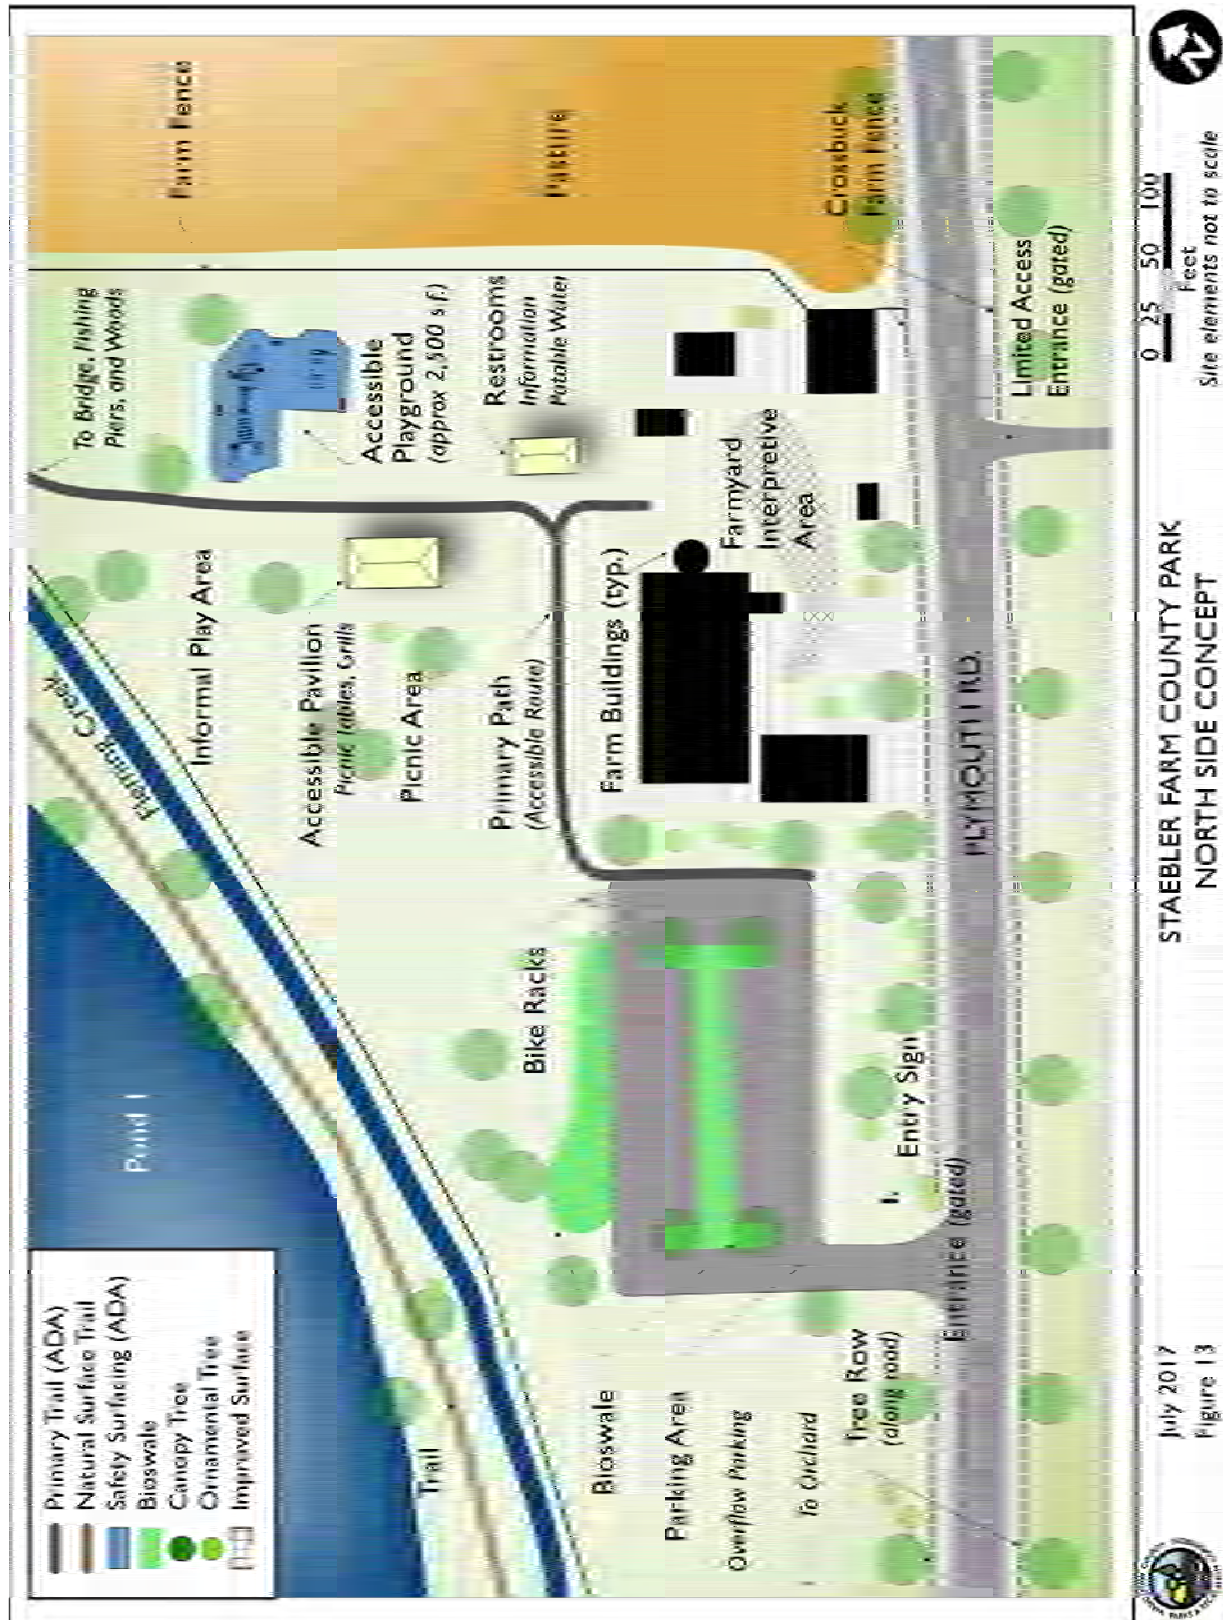 Primary Trail (ADA)
Natural Surface Trail
Safety Surfacing (ADA)
Bioswale
Canopy Tree
Ornamental Tree
Improved Surface
Pond 1
Fleming Creek
Trail
To Bridge, Fishing
Piers, and Woods
Farm Fence
Informal Play Area
Accessible
Playground
(approx 2,500 s.f.)
Accessible Pavilion
Picnic Tables, Grills
Picnic Area
Restrooms
Information
Potable Water
Pasture
Primary Path
(Accessible Route)
Bike Racks
Bioswale
Farm Buildings (typ.)
Parking Area
Overflow Parking
To Orchard
Farmyard
Interpretive
Area
Crossbuck
Farm Fence
Tree Row
(along road)
Entry Sign
Entrance (gated)
PLYMOUTH RD.
Limited Access
Entrance (gated)
0 25 50 100
Feet
Site elements not to scale
July 2017
Figure 13
STAEBLER FARM COUNTY PARK
NORTH SIDE CONCEPT
N